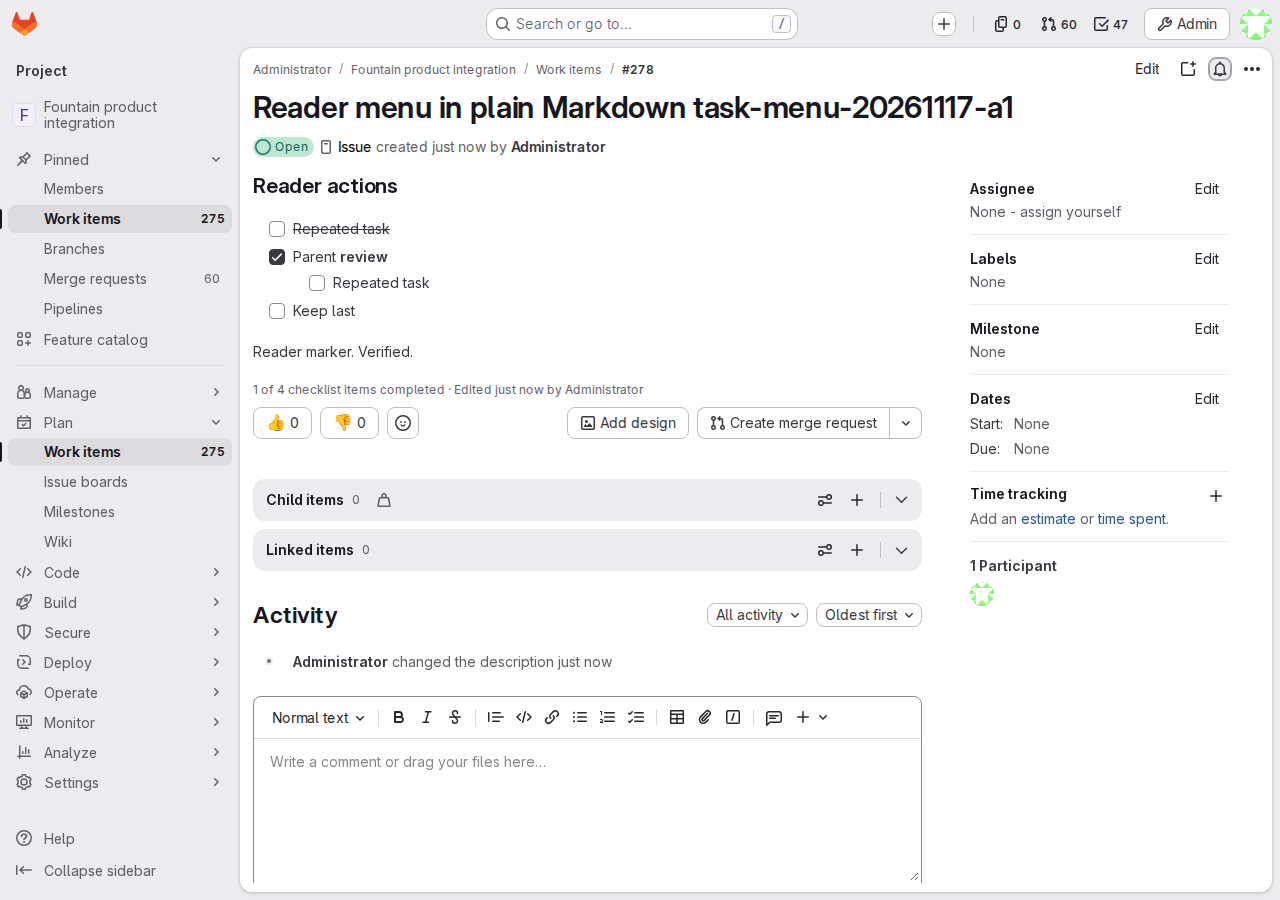 Search or go to...
/
0
60
47
Admin
Project
F
Fountain product integration
Pinned
Members
Work items 275
Branches
Merge requests 60
Pipelines
Feature catalog
Manage
Plan
Work items 275
Issue boards
Milestones
Wiki
Code
Build
Secure
Deploy
Operate
Monitor
Analyze
Settings
Help
Collapse sidebar
Administrator / Fountain product integration / Work items / #278
Edit
Reader menu in plain Markdown task-menu-20261117-a1
Open Issue created just now by Administrator
Reader actions
Repeated task
Parent review
Repeated task
Keep last
Reader marker. Verified.
1 of 4 checklist items completed · Edited just now by Administrator
👍 0
👎 0
Add design
Create merge request
Child items 0
Linked items 0
Activity
All activity
Oldest first
Administrator changed the description just now
Normal text
Write a comment or drag your files here…
Assignee Edit
None - assign yourself
Labels Edit
None
Milestone Edit
None
Dates Edit
Start: None
Due: None
Time tracking
Add an estimate or time spent.
1 Participant